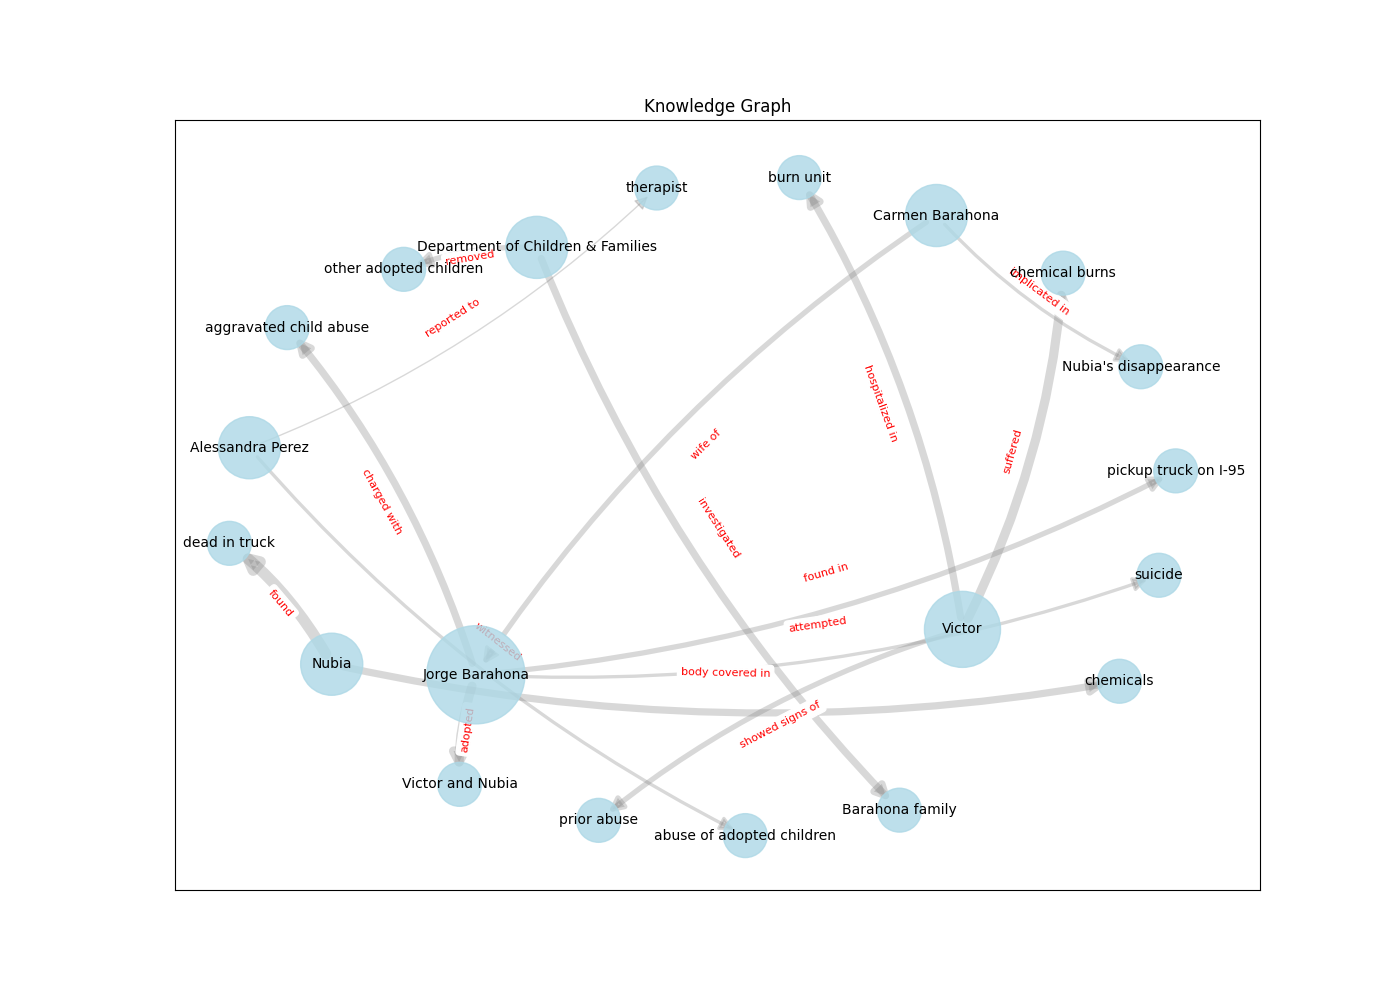 Knowledge Graph
burn unit
therapist
Carmen Barahona
Department of Children & Families
removed
other adopted children
chemical burns
implicated in
reported to
aggravated child abuse
Nubia's disappearance
hospitalized in
wife of
Alessandra Perez
suffered
pickup truck on I-95
charged with
investigated
dead in truck
found in
suicide
found
attempted
Victor
witnessed
Nubia
Jorge Barahona
body covered in
chemicals
showed signs of
adopted
Victor and Nubia
Barahona family
prior abuse
abuse of adopted children